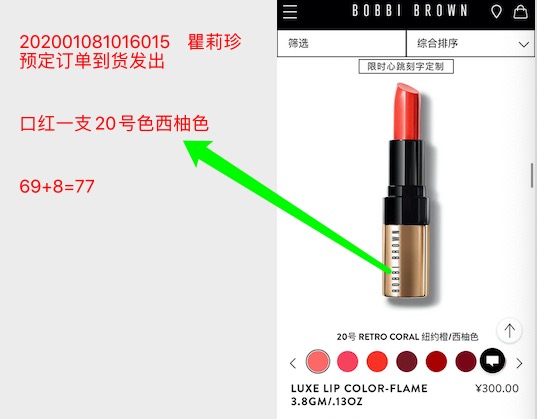 202001081016015 瞿莉珍
预定订单到货发出
口红一支20号色西柚色
69+8=77
BOBBI BROWN
筛选
综合排序
限时心跳刻字定制
BOBBI BROWN
20号 RETRO CORAL 纽约橙/西柚色
LUXE LIP COLOR-FLAME
3.8GM/.13OZ
¥300.00